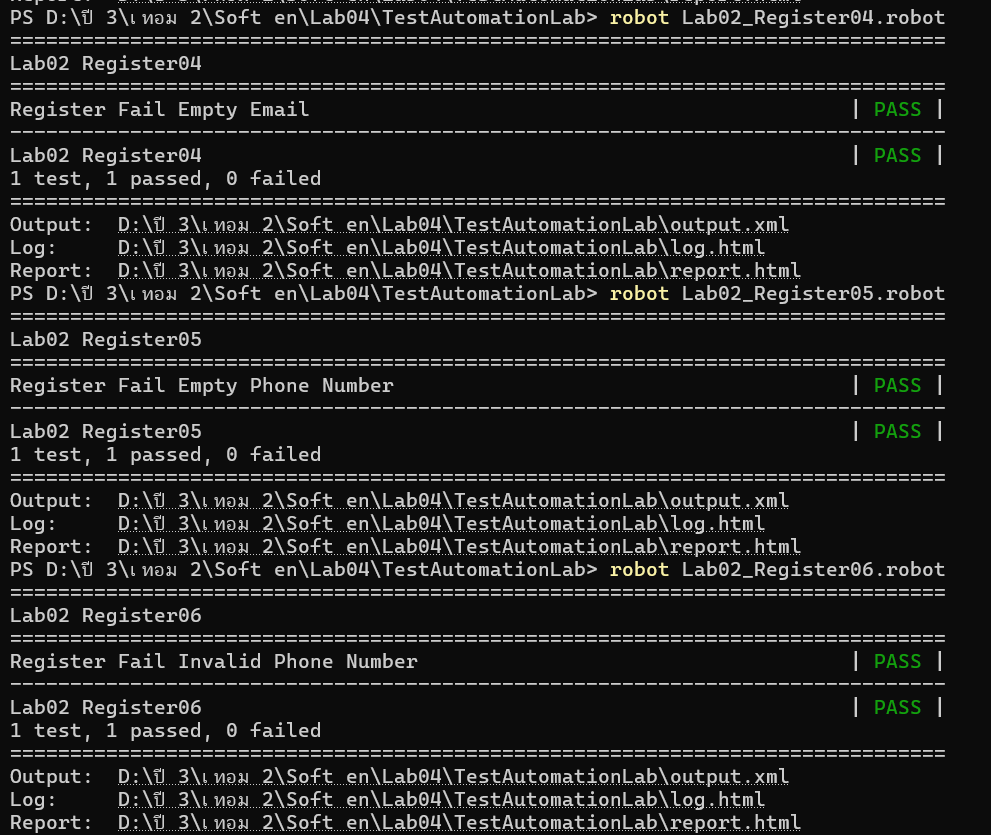 PS D:\ปี 3\เทอม 2\Soft en\Lab04\TestAutomationLab> robot Lab02_Register04.robot
==============================================================================
Lab02 Register04
==============================================================================
Register Fail Empty Email                                             | PASS |
------------------------------------------------------------------------------
Lab02 Register04                                                      | PASS |
1 test, 1 passed, 0 failed
==============================================================================
Output:  D:\ปี 3\เทอม 2\Soft en\Lab04\TestAutomationLab\output.xml
Log:     D:\ปี 3\เทอม 2\Soft en\Lab04\TestAutomationLab\log.html
Report:  D:\ปี 3\เทอม 2\Soft en\Lab04\TestAutomationLab\report.html
PS D:\ปี 3\เทอม 2\Soft en\Lab04\TestAutomationLab> robot Lab02_Register05.robot
==============================================================================
Lab02 Register05
==============================================================================
Register Fail Empty Phone Number                                      | PASS |
------------------------------------------------------------------------------
Lab02 Register05                                                      | PASS |
1 test, 1 passed, 0 failed
==============================================================================
Output:  D:\ปี 3\เทอม 2\Soft en\Lab04\TestAutomationLab\output.xml
Log:     D:\ปี 3\เทอม 2\Soft en\Lab04\TestAutomationLab\log.html
Report:  D:\ปี 3\เทอม 2\Soft en\Lab04\TestAutomationLab\report.html
PS D:\ปี 3\เทอม 2\Soft en\Lab04\TestAutomationLab> robot Lab02_Register06.robot
==============================================================================
Lab02 Register06
==============================================================================
Register Fail Invalid Phone Number                                    | PASS |
------------------------------------------------------------------------------
Lab02 Register06                                                      | PASS |
1 test, 1 passed, 0 failed
==============================================================================
Output:  D:\ปี 3\เทอม 2\Soft en\Lab04\TestAutomationLab\output.xml
Log:     D:\ปี 3\เทอม 2\Soft en\Lab04\TestAutomationLab\log.html
Report:  D:\ปี 3\เทอม 2\Soft en\Lab04\TestAutomationLab\report.html